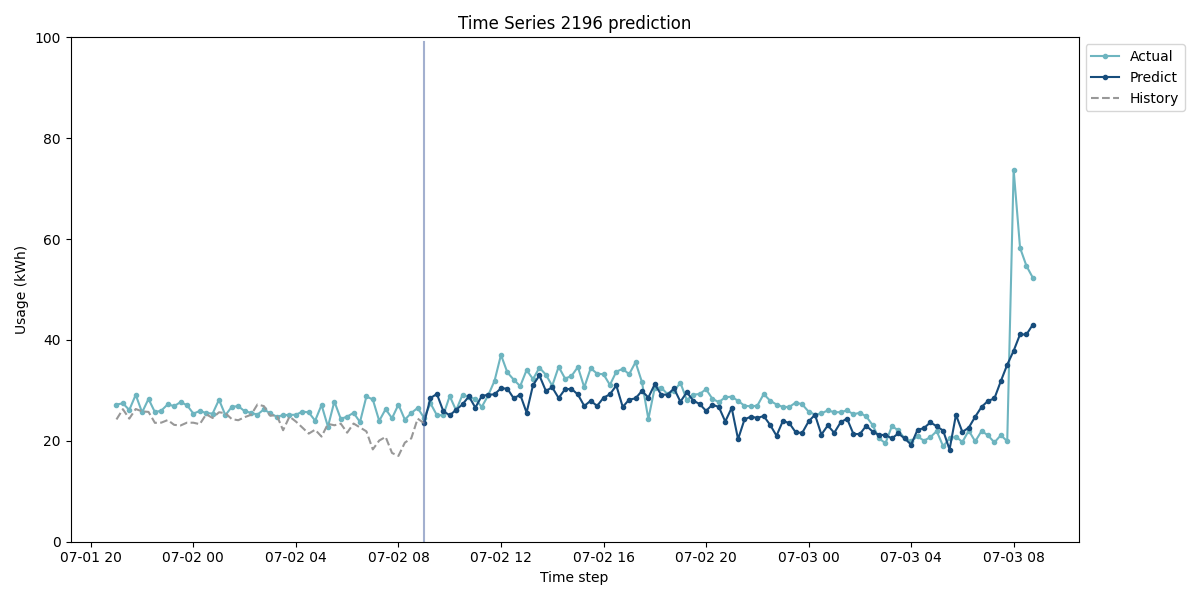 Time Series 2196 prediction
100
80
60
40
20
0
Usage (kWh)
07-01 20
07-02 00
07-02 04
07-02 08
07-02 12
07-02 16
07-02 20
07-03 00
07-03 04
07-03 08
Time step
Actual
Predict
History